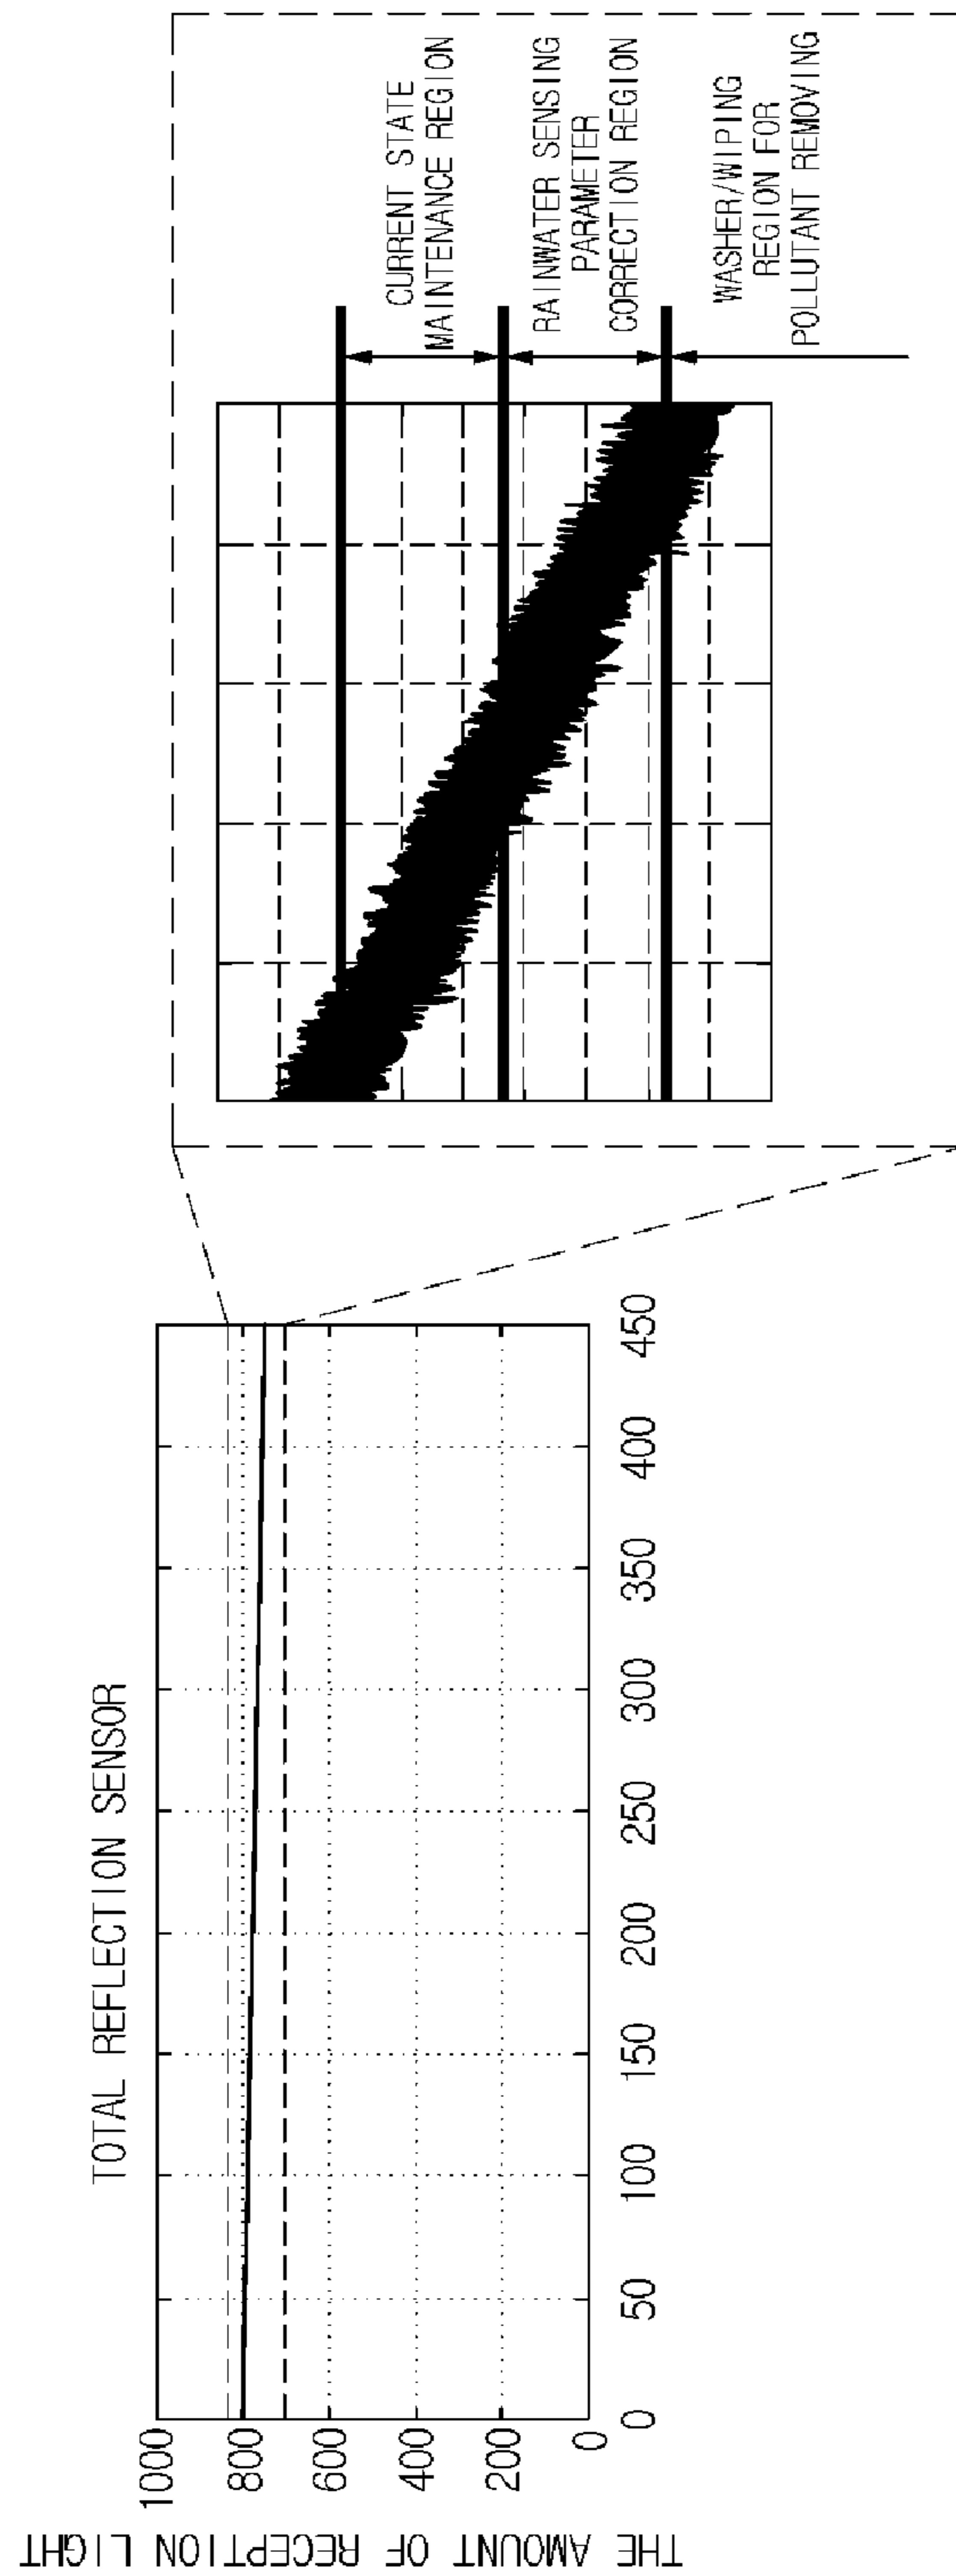 TOTAL REFLECTION SENSOR
THE AMOUNT OF RECEPTION LIGHT
1000
800
600
400
200
0
0 50 100 150 200 250 300 350 400 450
CURRENT STATE
MAINTENANCE REGION
RAINWATER SENSING
PARAMETER
CORRECTION REGION
WASHER/WIPING
REGION FOR
POLLUTANT REMOVING